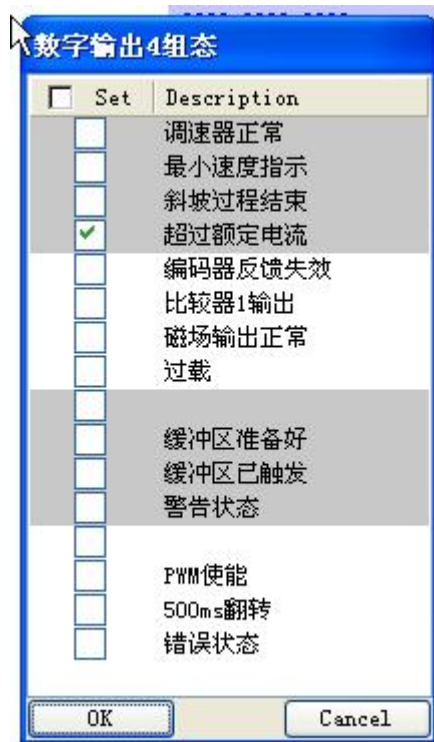 数字输出4组态
Set Description
调速器正常
最小速度指示
斜坡过程结束
超过额定电流
编码器反馈失效
比较器1输出
磁场输出正常
过载
缓冲区准备好
缓冲区已触发
警告状态
PWM使能
500ms翻转
错误状态
OK Cancel